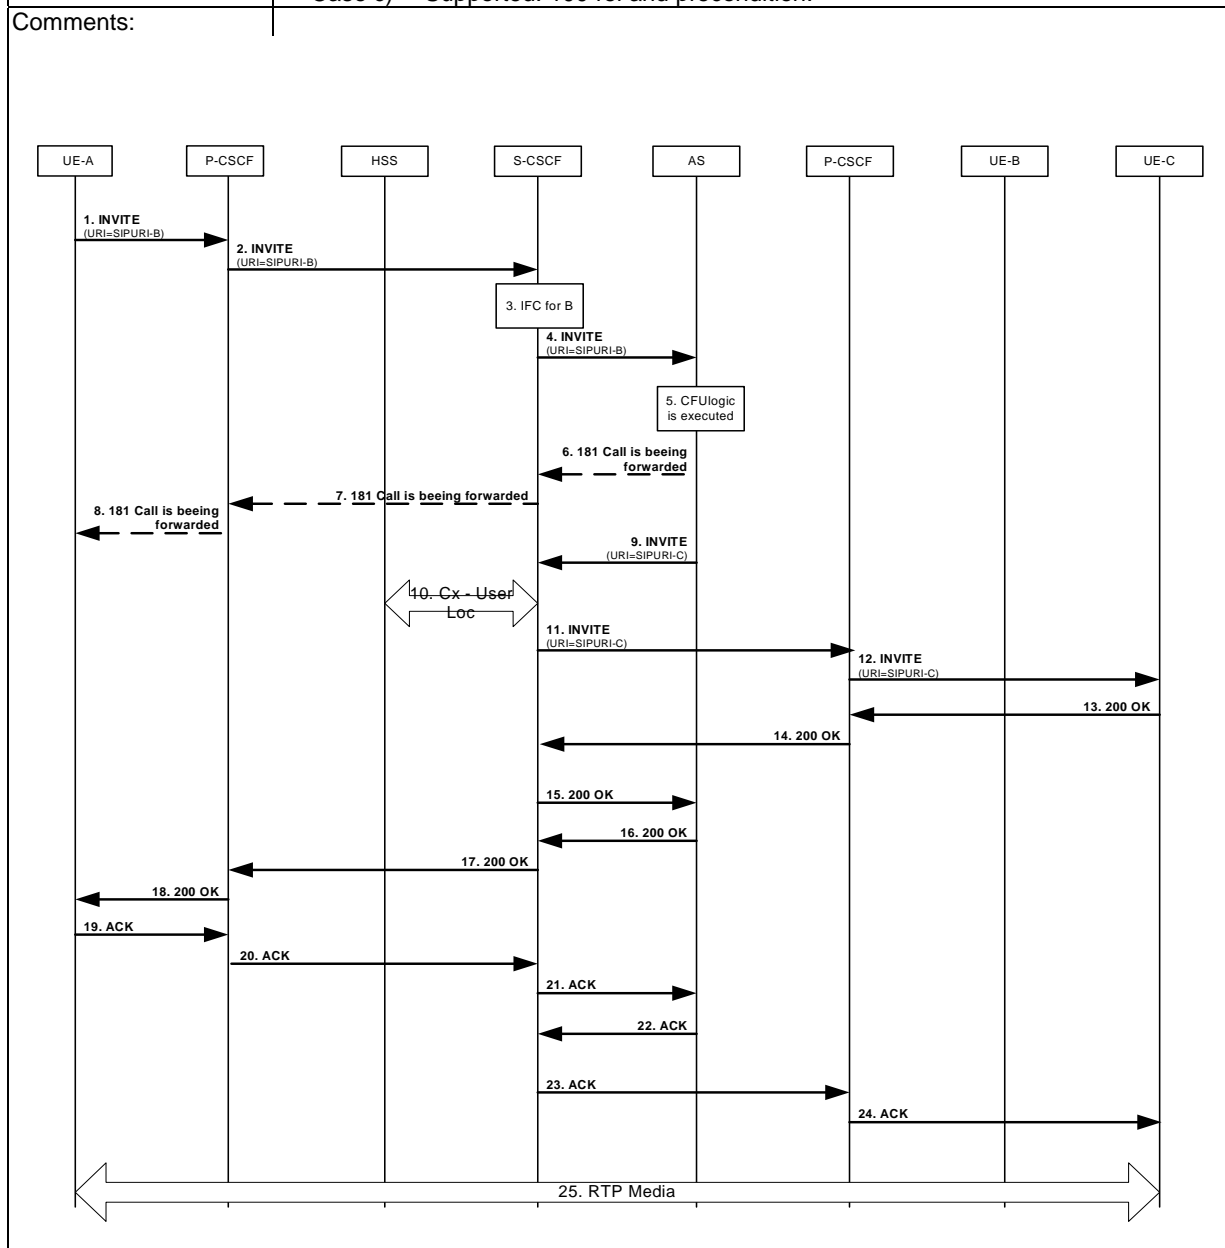 Comments:
UE-A
P-CSCF
HSS
S-CSCF
AS
P-CSCF
UE-B
UE-C
1. INVITE
(URI=SIPURI-B)
2. INVITE
(URI=SIPURI-B)
3. IFC for B
4. INVITE
(URI=SIPURI-B)
5. CFUlogic
is executed
6. 181 Call is beeing
forwarded
7. 181 Call is beeing forwarded
8. 181 Call is beeing
forwarded
9. INVITE
(URI=SIPURI-C)
10. Cx - User
Loc
11. INVITE
(URI=SIPURI-C)
12. INVITE
(URI=SIPURI-C)
13. 200 OK
14. 200 OK
15. 200 OK
16. 200 OK
17. 200 OK
18. 200 OK
19. ACK
20. ACK
21. ACK
22. ACK
23. ACK
24. ACK
25. RTP Media